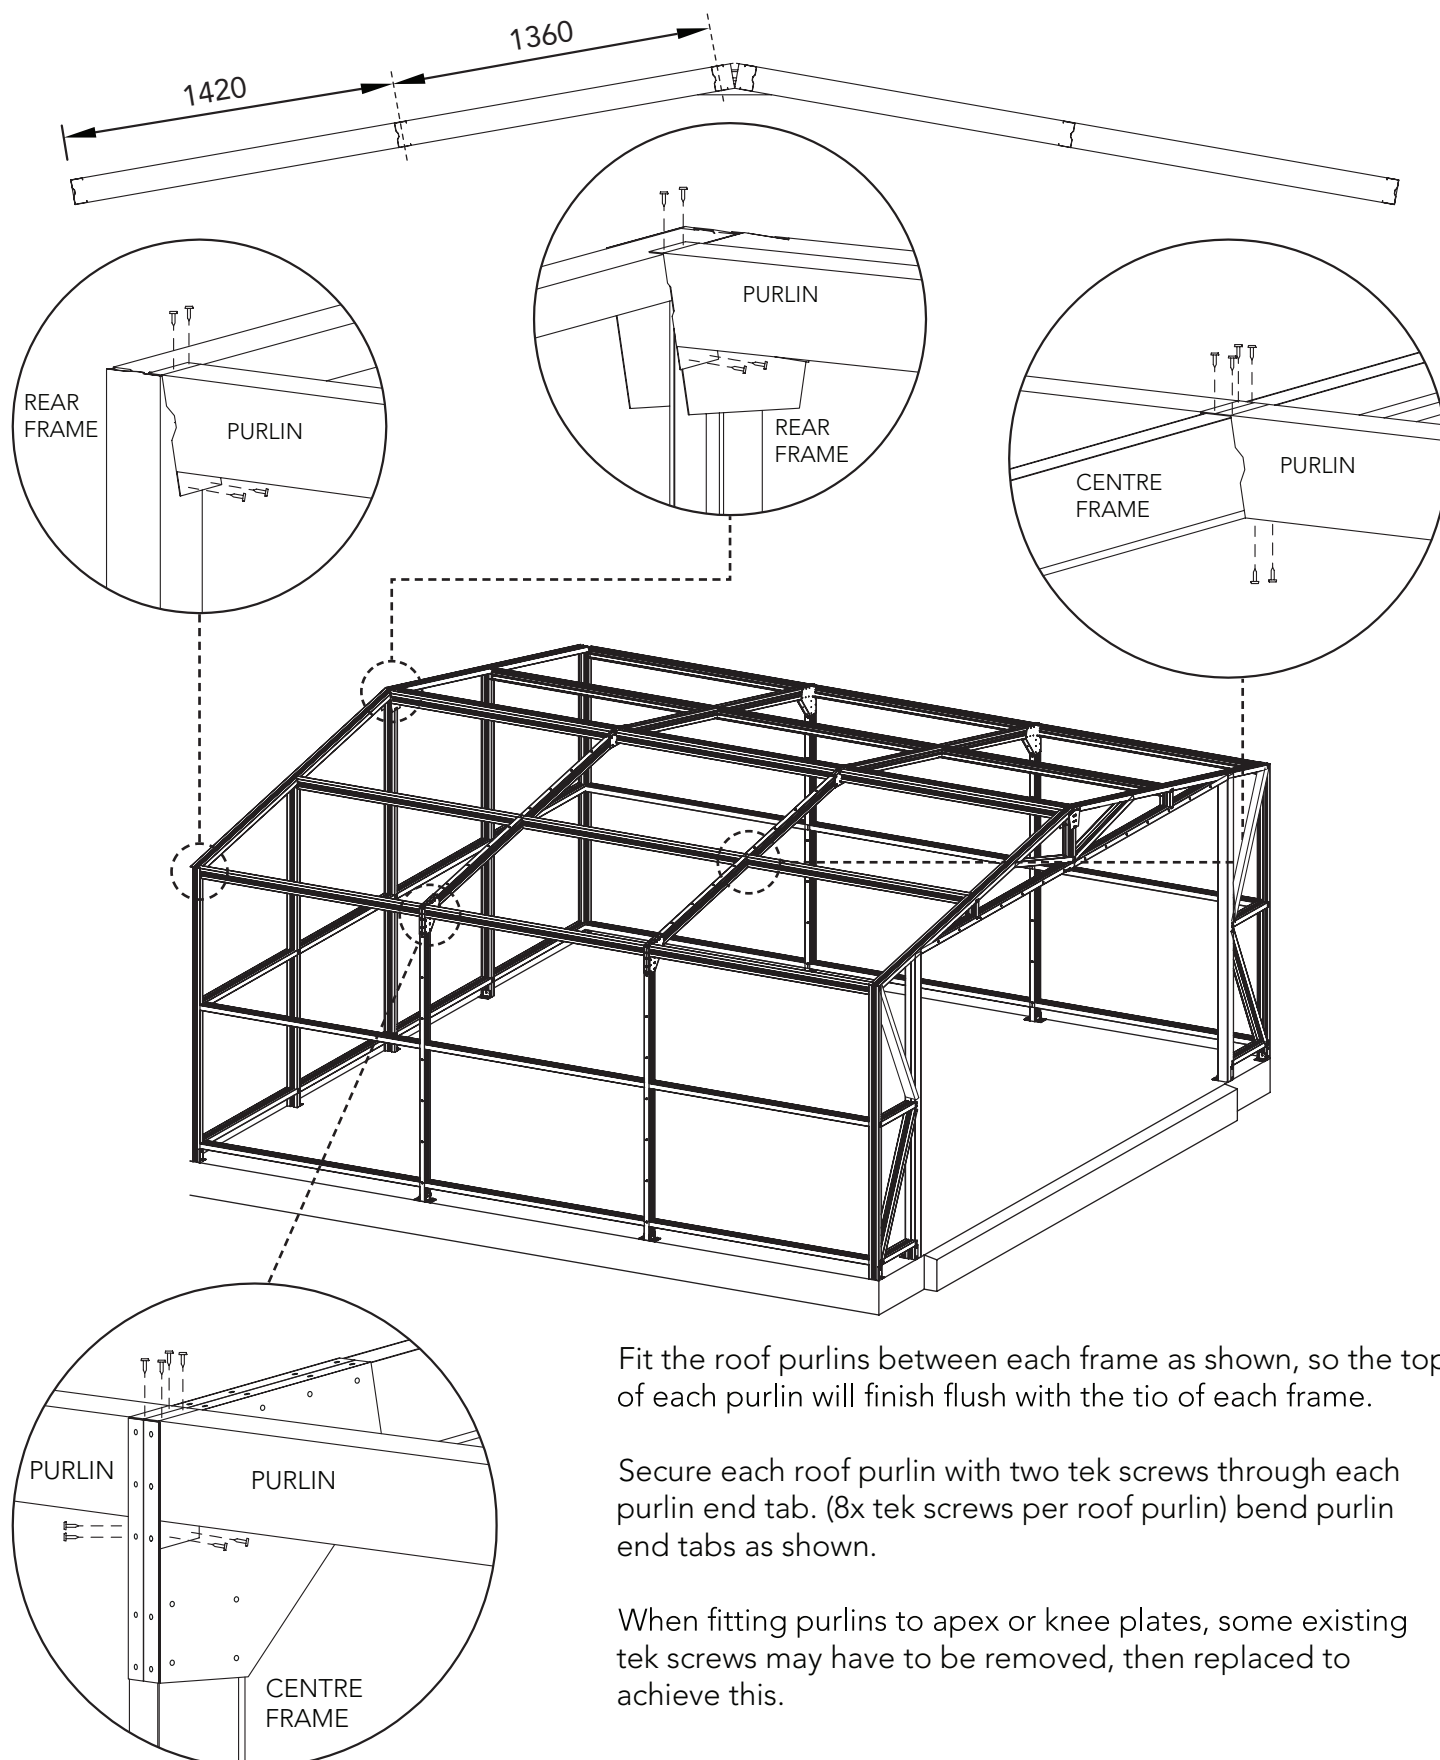 1360
1420
PURLIN
REAR
FRAME
PURLIN
REAR
FRAME
CENTRE
FRAME
PURLIN
Fit the roof purlins between each frame as shown, so the top
of each purlin will finish flush with the tio of each frame.
Secure each roof purlin with two tek screws through each
purlin end tab. (8x tek screws per roof purlin) bend purlin
end tabs as shown.
When fitting purlins to apex or knee plates, some existing
tek screws may have to be removed, then replaced to
achieve this.
PURLIN
PURLIN
CENTRE
FRAME